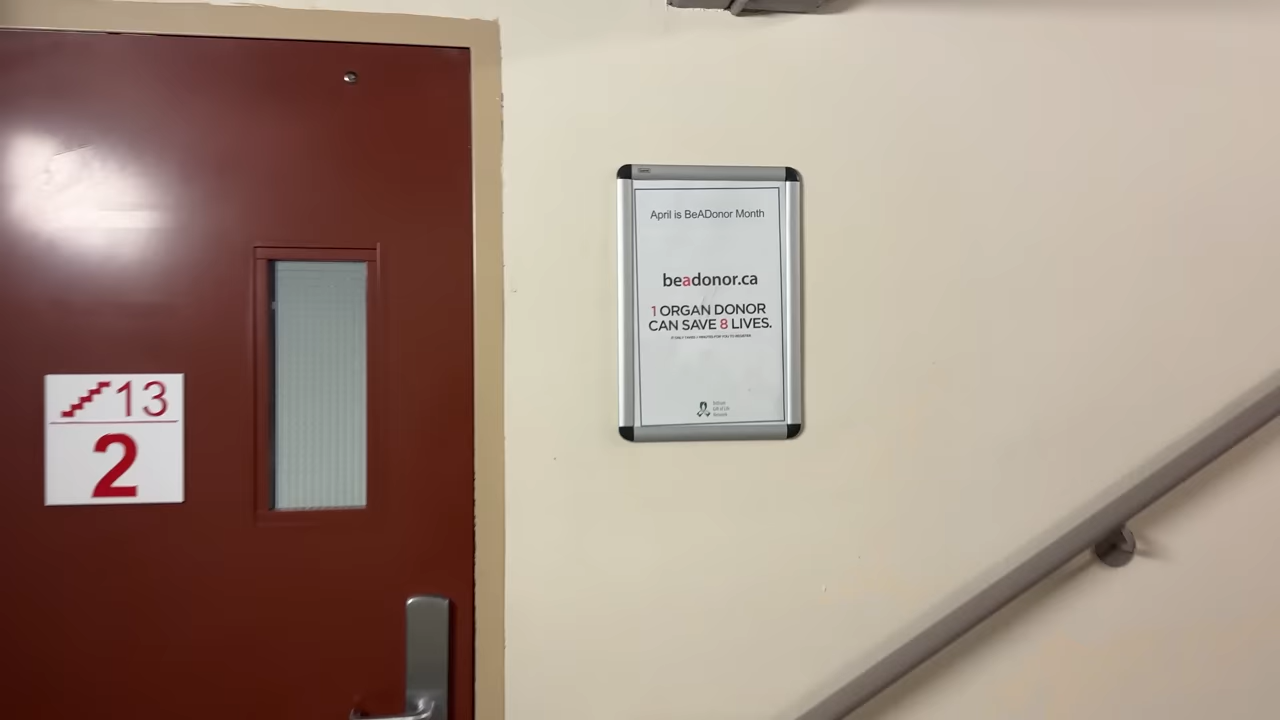 13
2
April is BeADonor Month
beadonor.ca
1 ORGAN DONOR
CAN SAVE 8 LIVES.